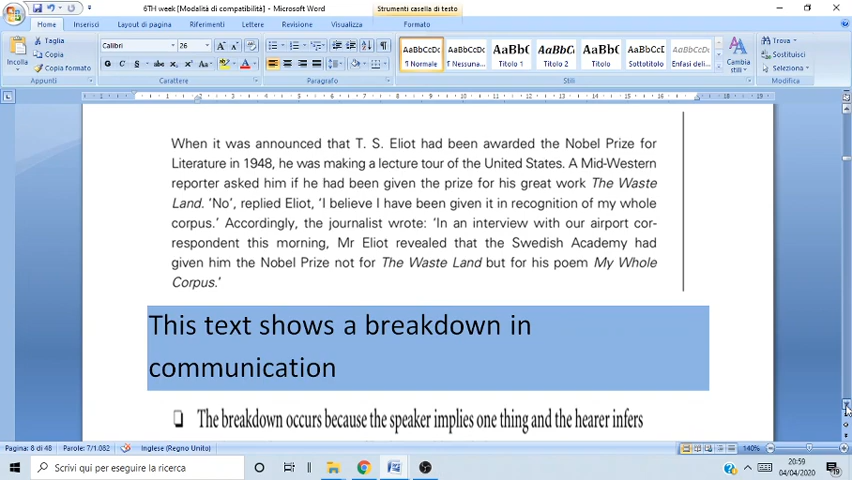 6TH week (Modalità di compatibilità) - Microsoft Word
Strumenti casella di testo
Home Inserisci Layout di pagina Riferimenti Lettere Revisione Visualizza Formato
Incolla
Taglia
Copia
Copia formato
Appunti
Calibri 26
Carattere
Paragrafo
AaBbCcDc AaBbCcDc AaBbC AaBbCc AaBbC AaBbCcD AaBbCcDc
¶ Normale ¶ Nessuna... Titolo 1 Titolo 2 Titolo Sottotitolo Enfasi deli...
Stili
Cambia stili
Trova
Sostituisci
Seleziona
Modifica
When it was announced that T. S. Eliot had been awarded the Nobel Prize for
Literature in 1948, he was making a lecture tour of the United States. A Mid-Western
reporter asked him if he had been given the prize for his great work The Waste
Land. ‘No’, replied Eliot, ‘I believe I have been given it in recognition of my whole
corpus.’ Accordingly, the journalist wrote: ‘In an interview with our airport cor-
respondent this morning, Mr Eliot revealed that the Swedish Academy had
given him the Nobel Prize not for The Waste Land but for his poem My Whole
Corpus.’
This text shows a breakdown in
communication
❑ The breakdown occurs because the speaker implies one thing and the hearer infers
Pagina: 8 di 48 Parole: 7/1.082 Inglese (Regno Unito) 140%
Scrivi qui per eseguire la ricerca
20:59
04/04/2020